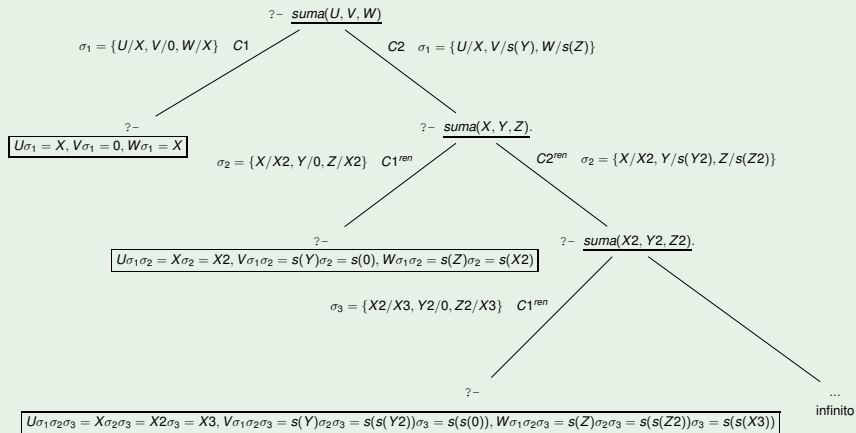 ?– suma(U, V, W)
σ₁ = {U/X, V/0, W/X} C1
C2 σ₁ = {U/X, V/s(Y), W/s(Z)}
?–
Uσ₁ = X, Vσ₁ = 0, Wσ₁ = X
?– suma(X, Y, Z).
σ₂ = {X/X2, Y/0, Z/X2} C1ʳᵉⁿ
C2ʳᵉⁿ σ₂ = {X/X2, Y/s(Y2), Z/s(Z2)}
?–
Uσ₁σ₂ = Xσ₂ = X2, Vσ₁σ₂ = s(Y)σ₂ = s(0), Wσ₁σ₂ = s(Z)σ₂ = s(X2)
?– suma(X2, Y2, Z2).
σ₃ = {X2/X3, Y2/0, Z2/X3} C1ʳᵉⁿ
?–
Uσ₁σ₂σ₃ = Xσ₂σ₃ = X2σ₃ = X3, Vσ₁σ₂σ₃ = s(Y)σ₂σ₃ = s(s(Y2))σ₃ = s(s(0)), Wσ₁σ₂σ₃ = s(Z)σ₂σ₃ = s(s(Z2))σ₃ = s(s(X3))
...
infinito